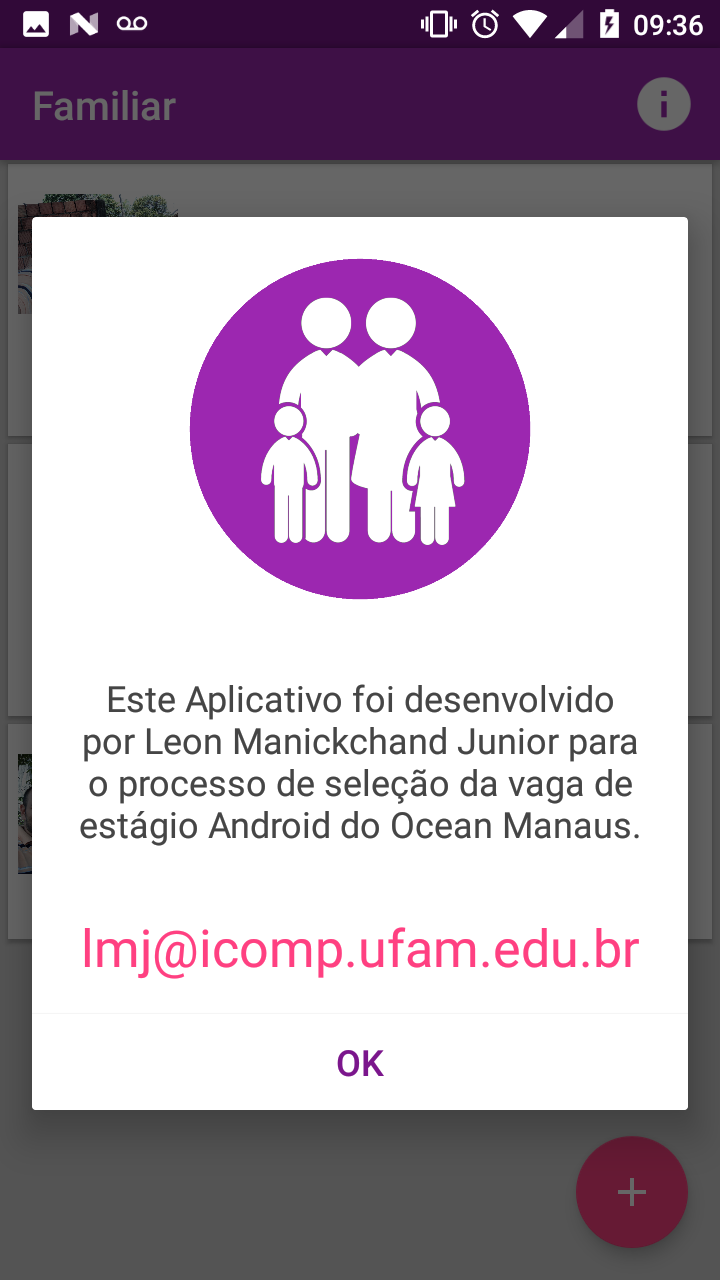 09:36
Familiar
Este Aplicativo foi desenvolvido
por Leon Manickchand Junior para
o processo de seleção da vaga de
estágio Android do Ocean Manaus.
lmj@icomp.ufam.edu.br
OK